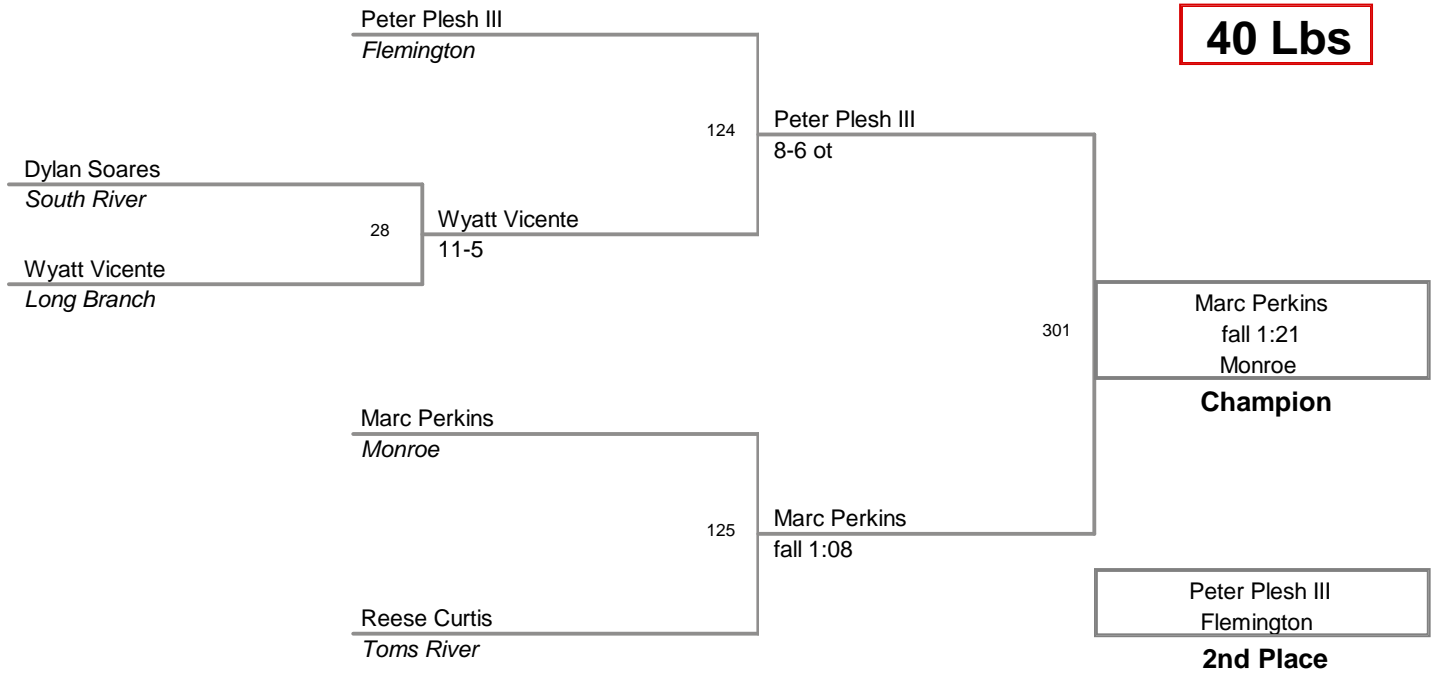 Peter Plesh III
Flemington
40 Lbs
124
Peter Plesh III
8-6 ot
Dylan Soares
South River
28
Wyatt Vicente
11-5
Wyatt Vicente
Long Branch
301
Marc Perkins
fall 1:21
Monroe
Champion
Marc Perkins
Monroe
125
Marc Perkins
fall 1:08
Reese Curtis
Toms River
Peter Plesh III
Flemington
2nd Place